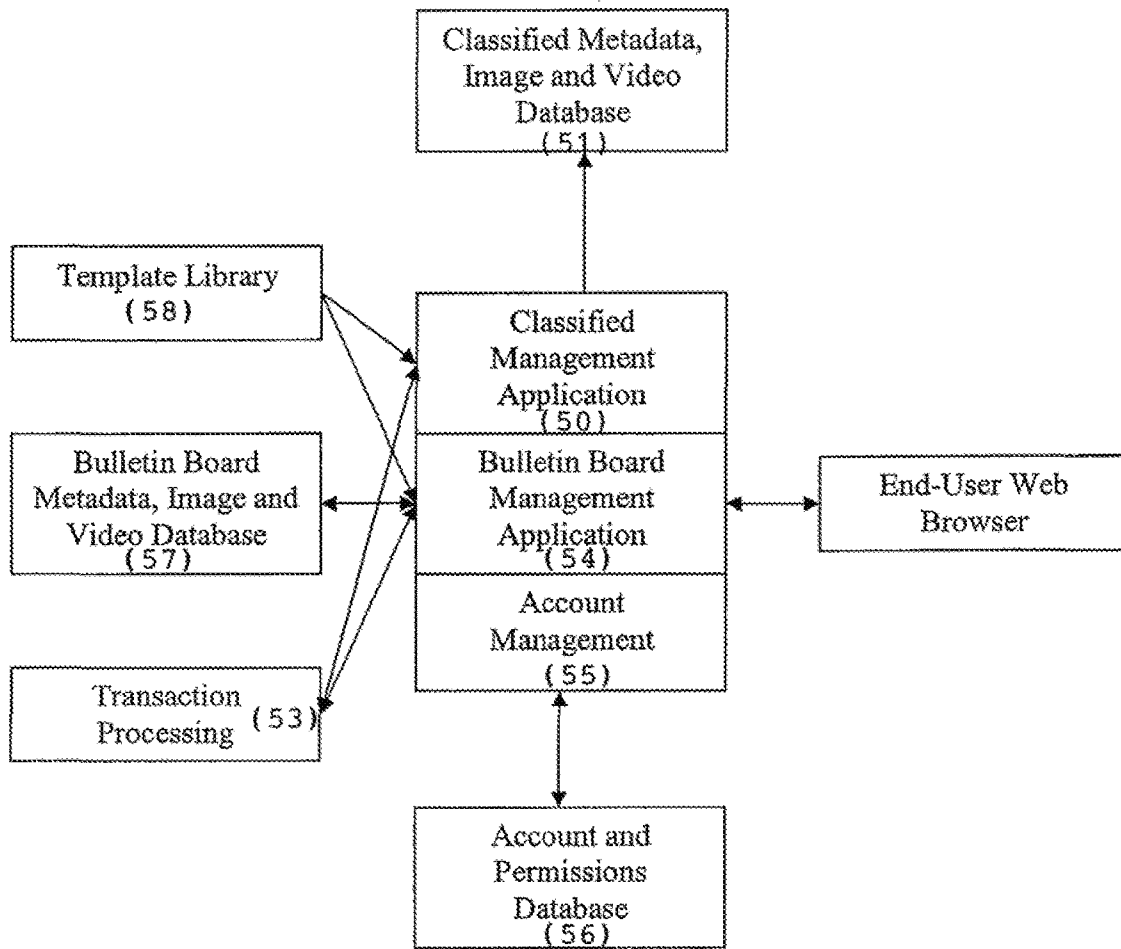 Classified Metadata,
Image and Video
Database
(51)
Template Library
(58)
Classified
Management
Application
(50)
Bulletin Board
Metadata, Image and
Video Database
(57)
Bulletin Board
Management
Application
(54)
End-User Web
Browser
Account
Management
(55)
Transaction
Processing
(53)
Account and
Permissions
Database
(56)